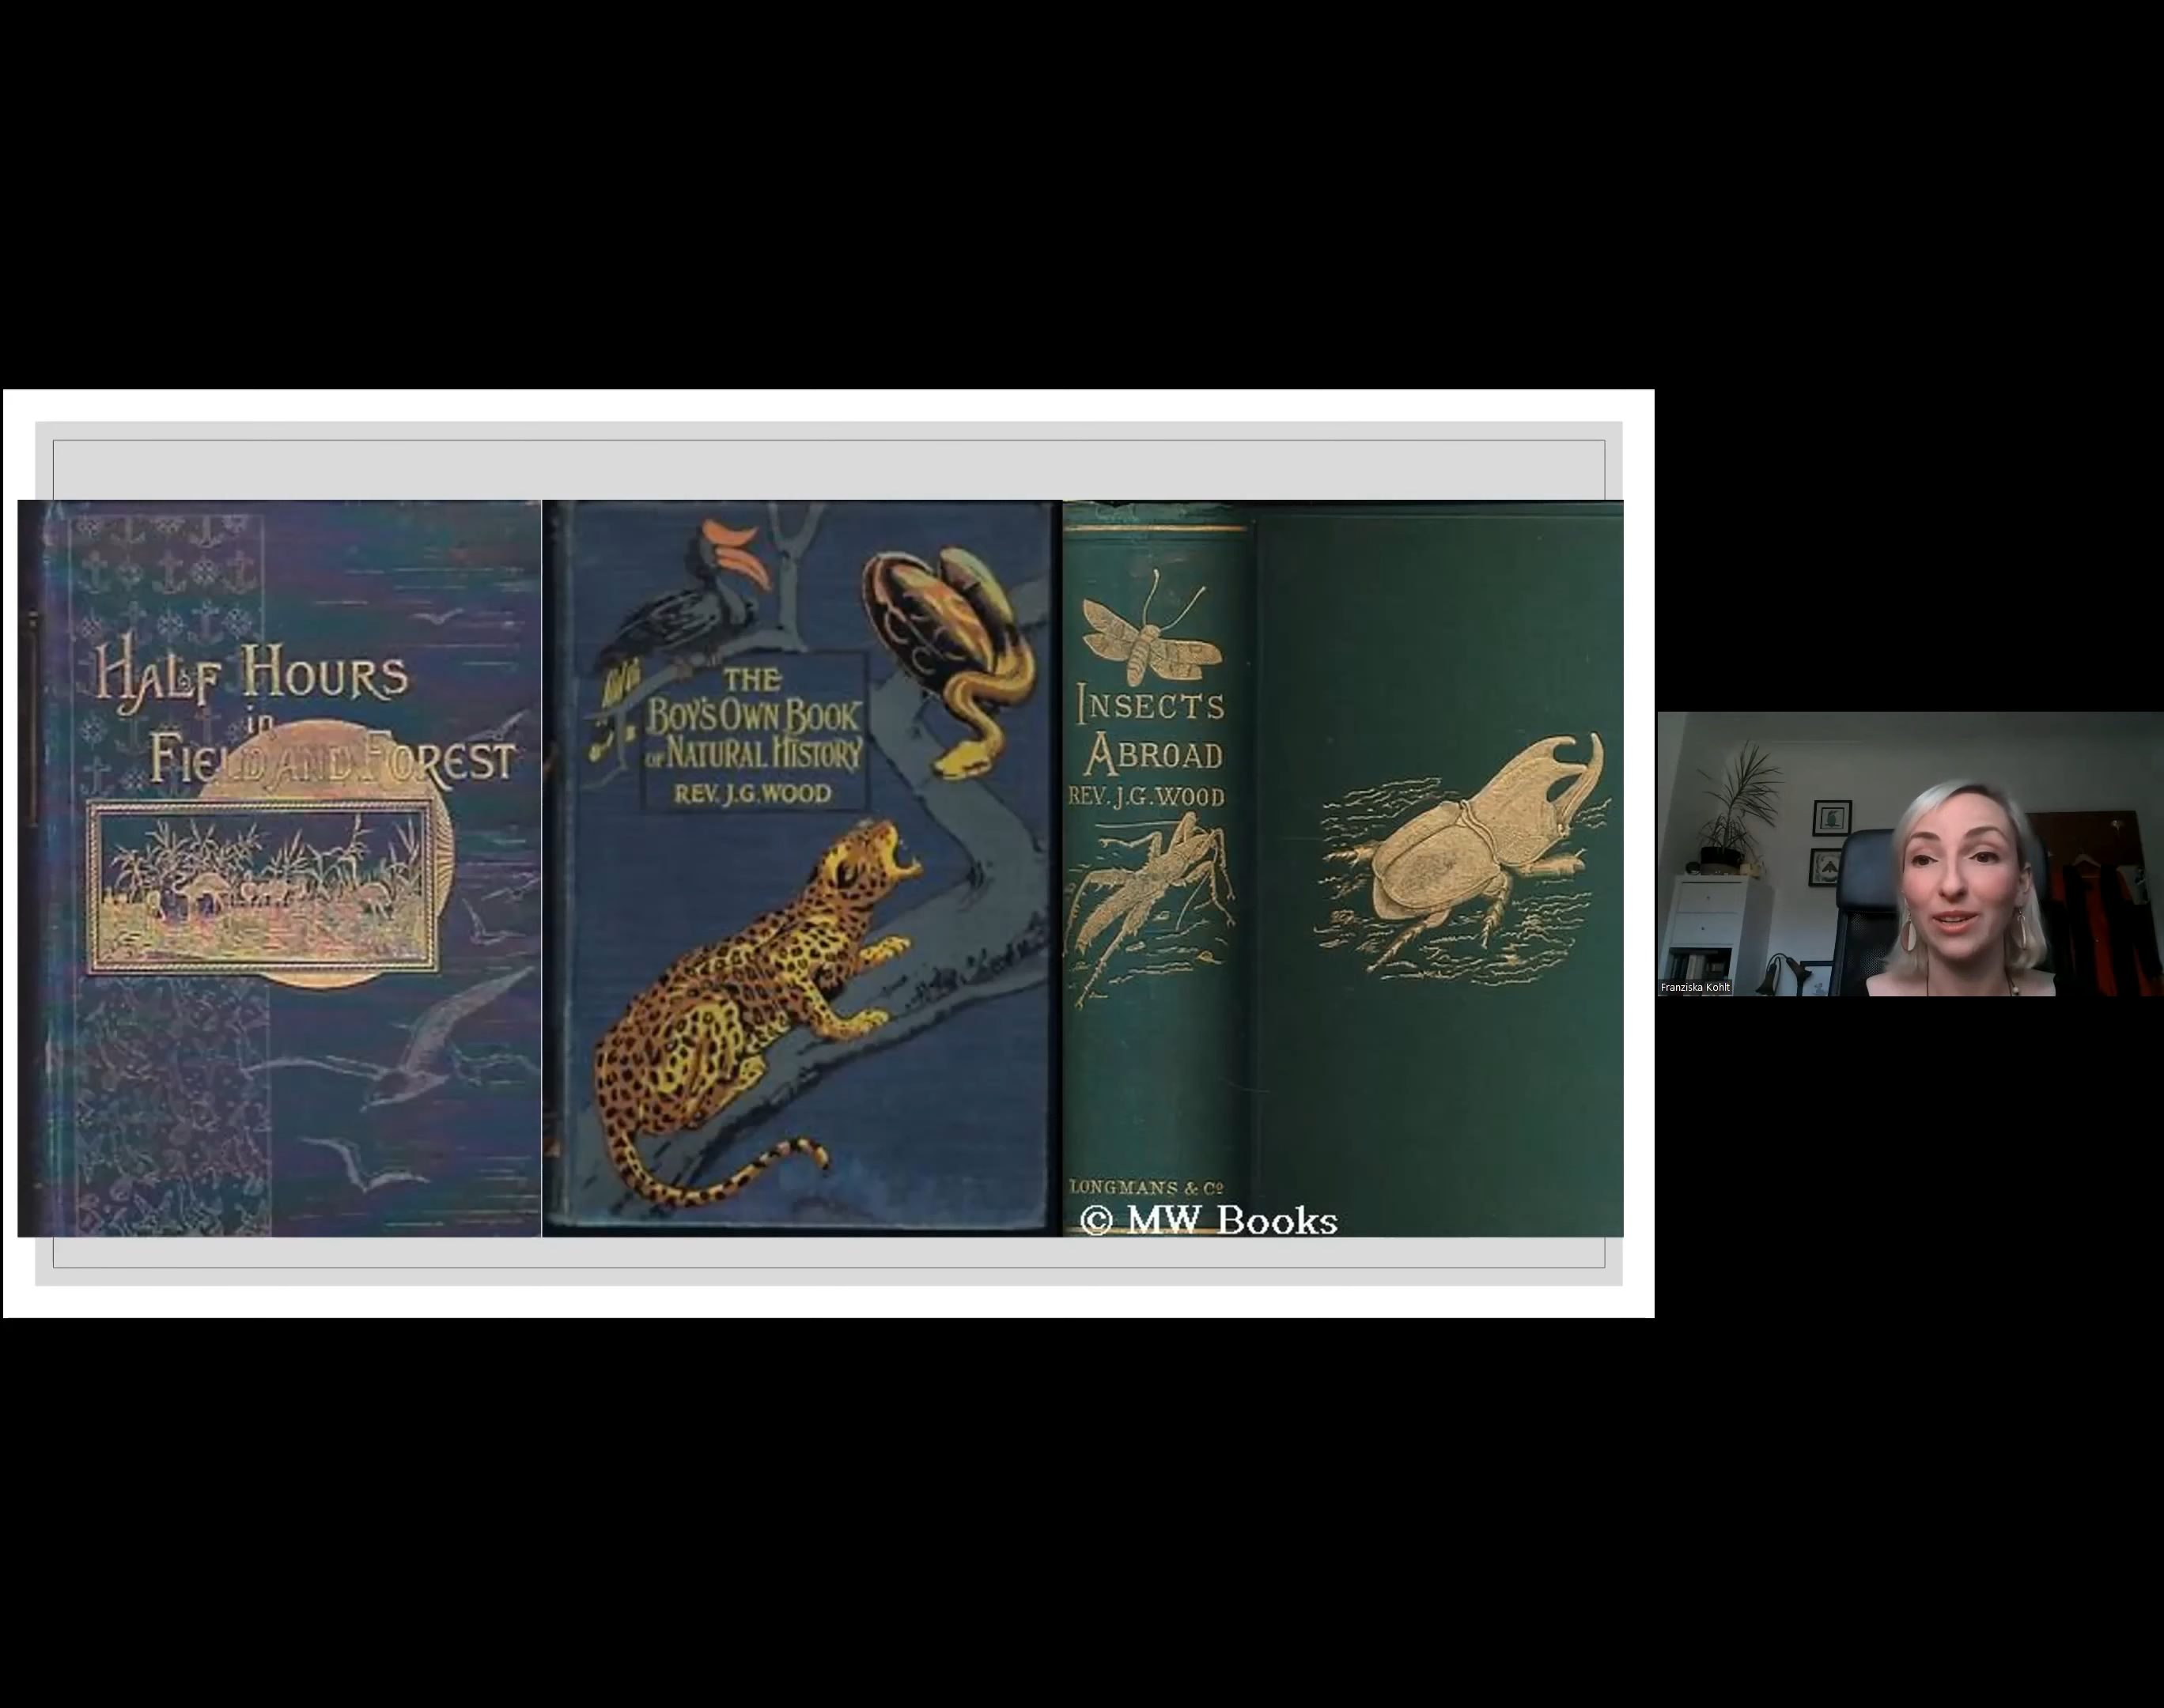 HALF HOURS
in
FIELD AND FOREST
THE
BOY'S OWN BOOK
OF NATURAL HISTORY
REV. J.G. WOOD
INSECTS
ABROAD
REV. J.G. WOOD
LONGMANS & Co
© MW Books
Franziska Kohlt